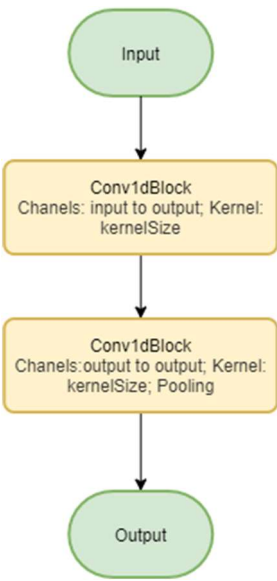 Input
Conv1dBlock
Chanels: input to output; Kernel:
kernelSize
Conv1dBlock
Chanels:output to output; Kernel:
kernelSize; Pooling
Output